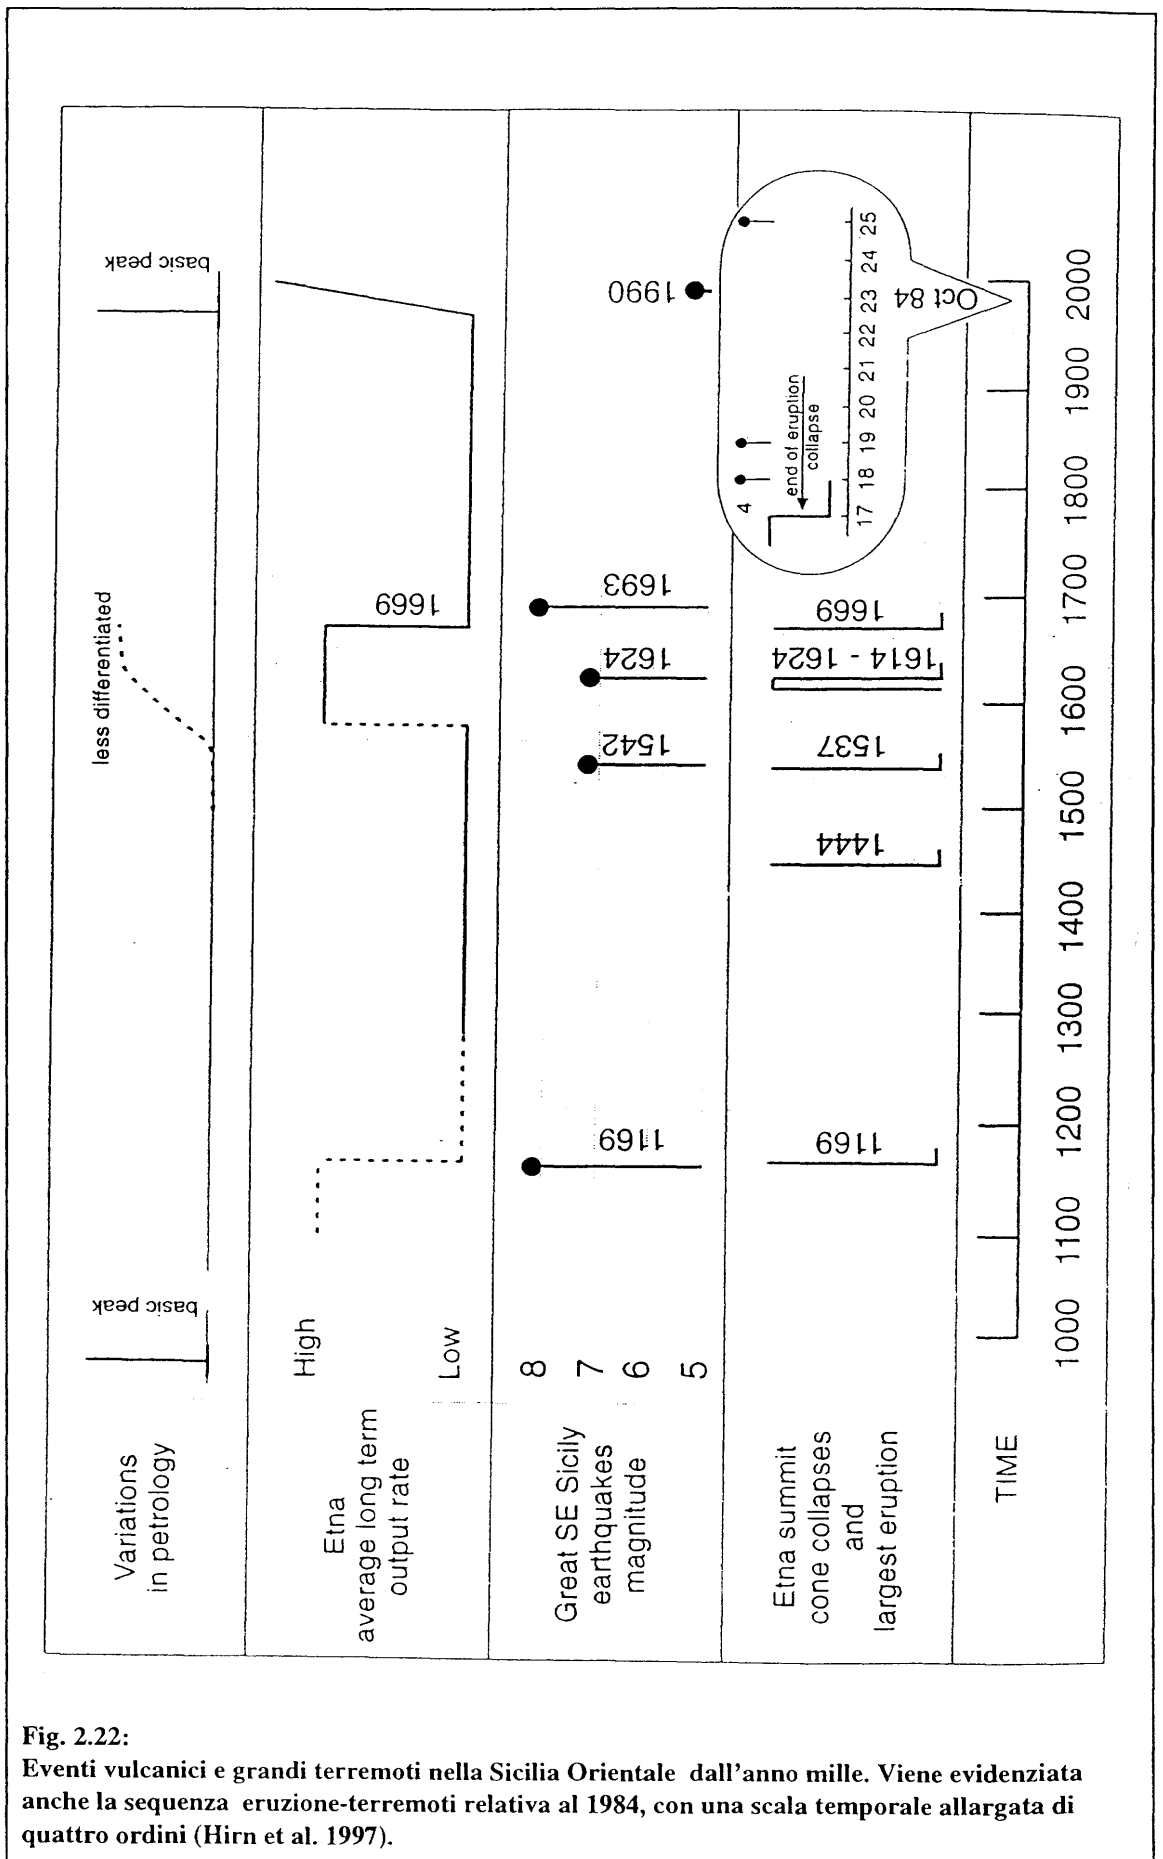 Variations
in petrology
basic peak
less differentiated
basic peak
Etna
average long term
output rate
High
Low
1669
Great SE Sicily
earthquakes
magnitude
8
7
6
5
1169
1542
1624
1693
1990
Etna summit
cone collapses
and
largest eruption
1169
1444
1537
1614 - 1624
1669
4
end of eruption
collapse
17 18 19 20 21 22 23 24 25
Oct 84
TIME
1000 1100 1200 1300 1400 1500 1600 1700 1800 1900 2000
Fig. 2.22:
Eventi vulcanici e grandi terremoti nella Sicilia Orientale dall'anno mille. Viene evidenziata
anche la sequenza eruzione-terremoti relativa al 1984, con una scala temporale allargata di
quattro ordini (Hirn et al. 1997).